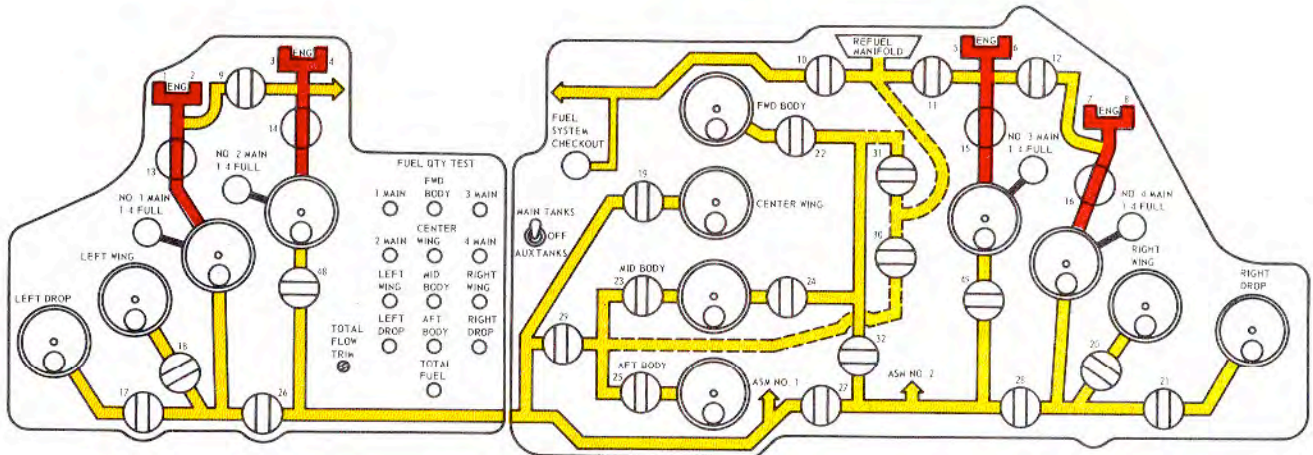 1 ENG 2
9
3 ENG 4
14
13
NO. 2 MAIN
1 4 FULL
NO. 1 MAIN
1 4 FULL
LEFT WING
LEFT DROP
48
18
17
26
FUEL QTY TEST
1 MAIN
FWD
BODY
3 MAIN
2 MAIN
CENTER
WING
4 MAIN
LEFT
WING
MID
BODY
RIGHT
WING
LEFT
DROP
AFT
BODY
RIGHT
DROP
TOTAL
FUEL
TOTAL
FLOW
TRIM
MAIN TANKS
OFF
AUX TANKS
FUEL
SYSTEM
CHECKOUT
REFUEL
MANIFOLD
10
11
5 ENG 6
12
7 ENG 8
FWD BODY
22
31
15
NO. 3 MAIN
1 4 FULL
16
NO. 4 MAIN
1 4 FULL
19
CENTER WING
30
RIGHT
WING
RIGHT
DROP
MID BODY
23
24
29
32
AFT BODY
25
ASM NO. 1
27
ASN NO. 2
28
20
21